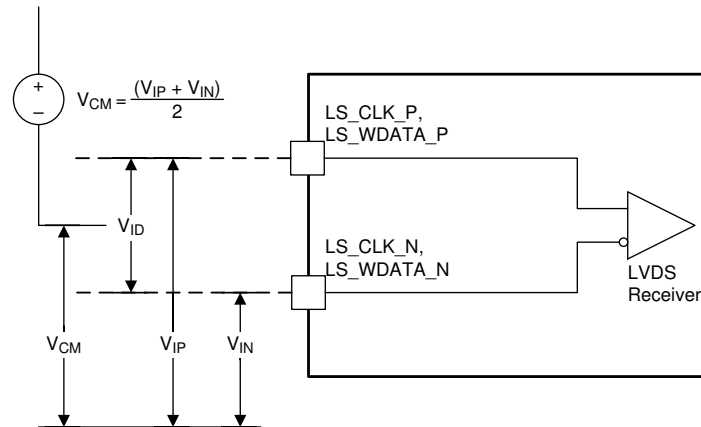 +
−
V_CM = (V_IP + V_IN) / 2
LS_CLK_P,
LS_WDATA_P
V_ID
LS_CLK_N,
LS_WDATA_N
LVDS
Receiver
V_CM
V_IP
V_IN